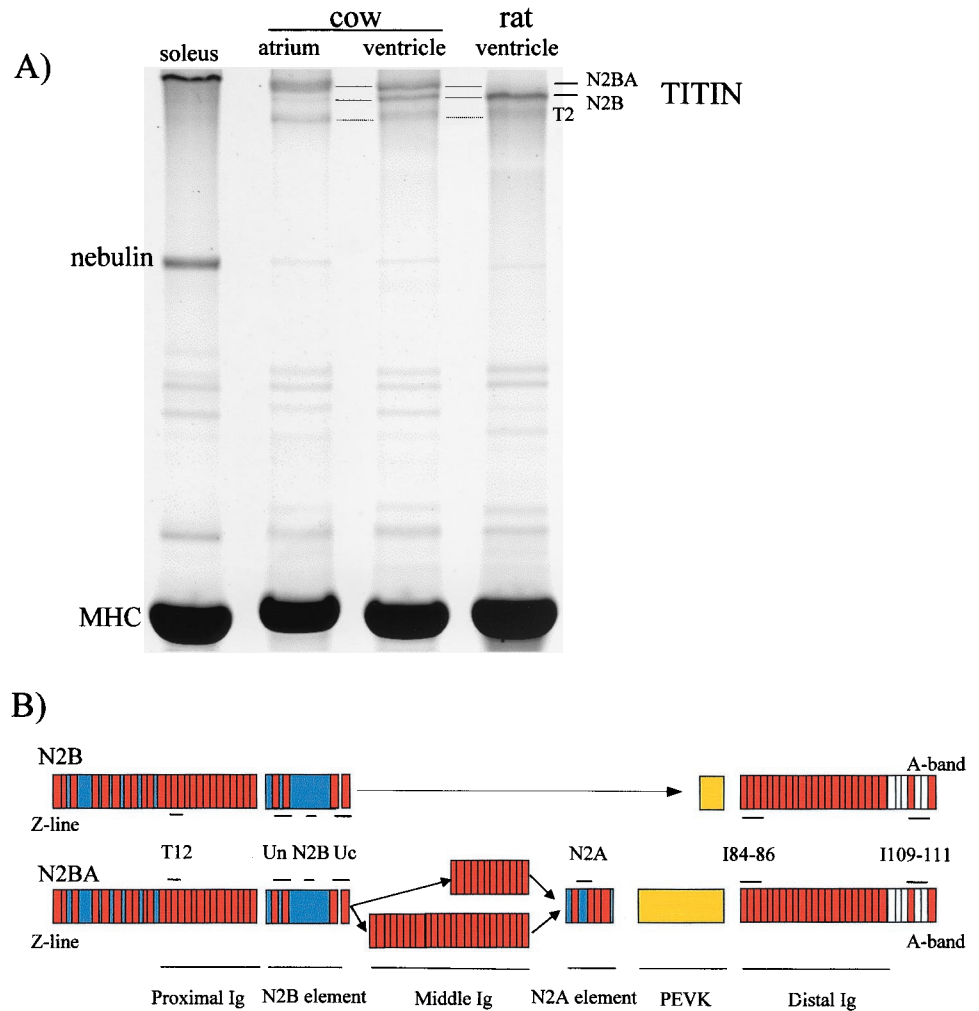 A)
cow
rat
soleus
atrium
ventricle
ventricle
N2BA
N2B
T2
TITIN
nebulin
MHC
B)
N2B
A-band
Z-line
T12
Un N2B Uc
N2A
I84-86
I109-111
N2BA
Z-line
A-band
Proximal Ig
N2B element
Middle Ig
N2A element
PEVK
Distal Ig